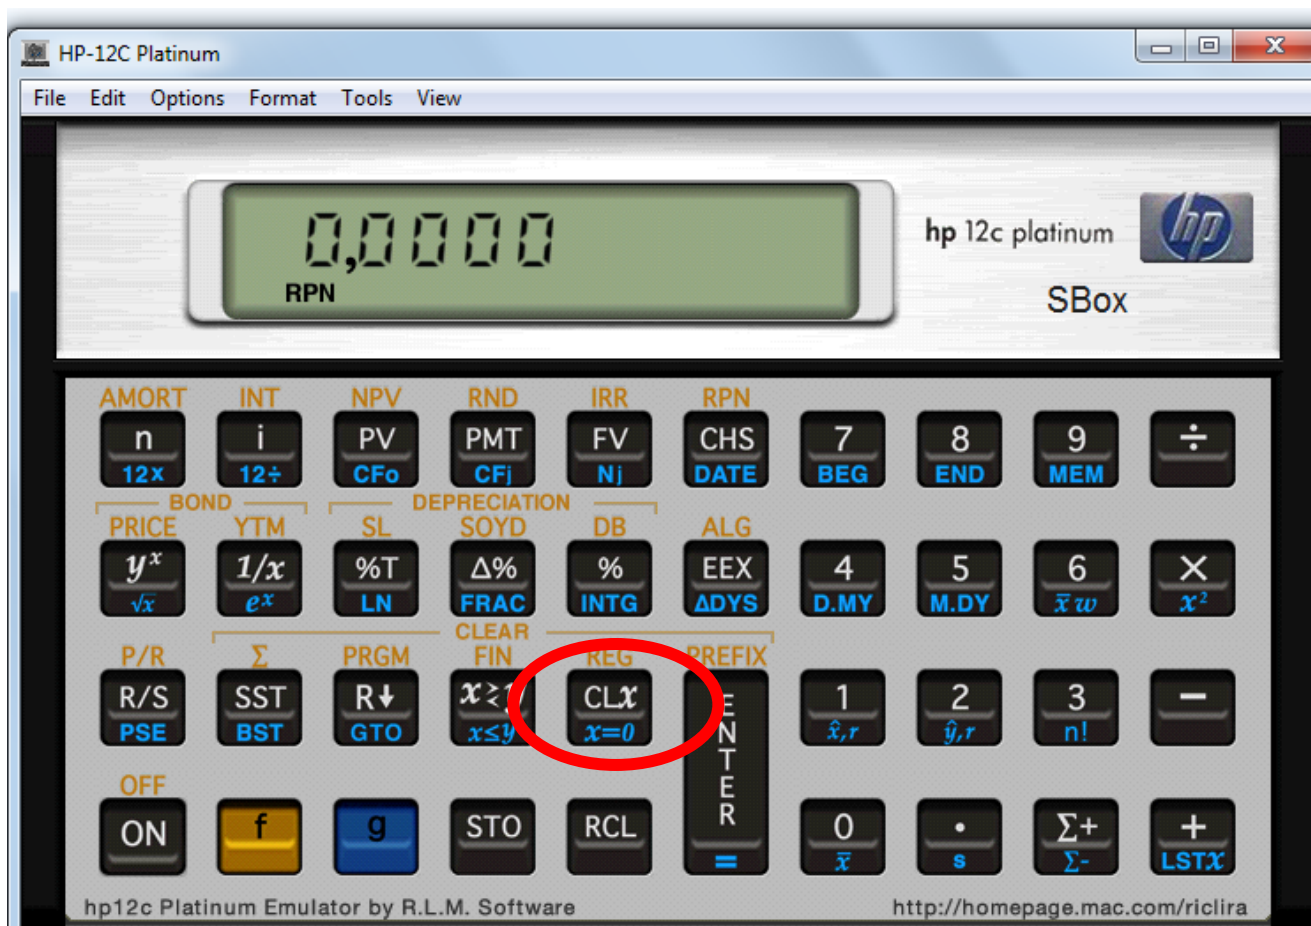 HP-12C Platinum
File Edit Options Format Tools View
0,0000
RPN
hp 12c platinum
hp
SBox
AMORT INT NPV RND IRR RPN
n i PV PMT FV CHS 7 8 9 ÷
12x 12÷ CFo CFj Nj DATE BEG END MEM
BOND DEPRECIATION
PRICE YTM SL SOYD DB ALG
yˣ 1/x %T Δ% % EEX 4 5 6 ×
√x eˣ LN FRAC INTG ΔDYS D.MY M.DY x̅w x²
CLEAR
P/R Σ PRGM FIN REG PREFIX
R/S SST R↓ x≷y CLx ENTER 1 2 3 −
PSE BST GTO x≤y x=0 x̂,r ŷ,r n!
OFF
ON f g STO RCL 0 · Σ+ +
= x̅ s Σ- LSTx
hp12c Platinum Emulator by R.L.M. Software http://homepage.mac.com/riclira